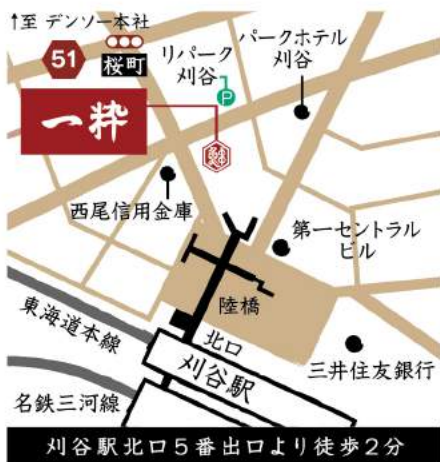 ↑至 デンソー本社
51
桜町
リパーク
刈谷
パークホテル
刈谷
P
一粋
西尾信用金庫
第一セントラル
ビル
陸橋
東海道本線
北口
刈谷駅
三井住友銀行
名鉄三河線
刈谷駅北口5番出口より徒歩2分